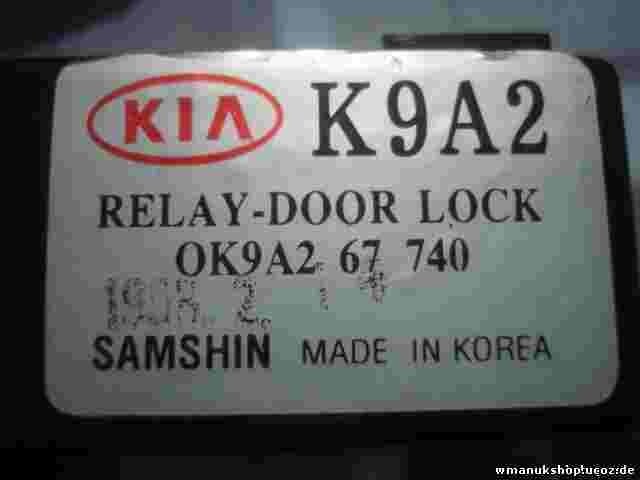 KIA K9A2
RELAY-DOOR LOCK
OK9A2 67 740
SAMSHIN MADE IN KOREA
wmanukshop.ucoz.de